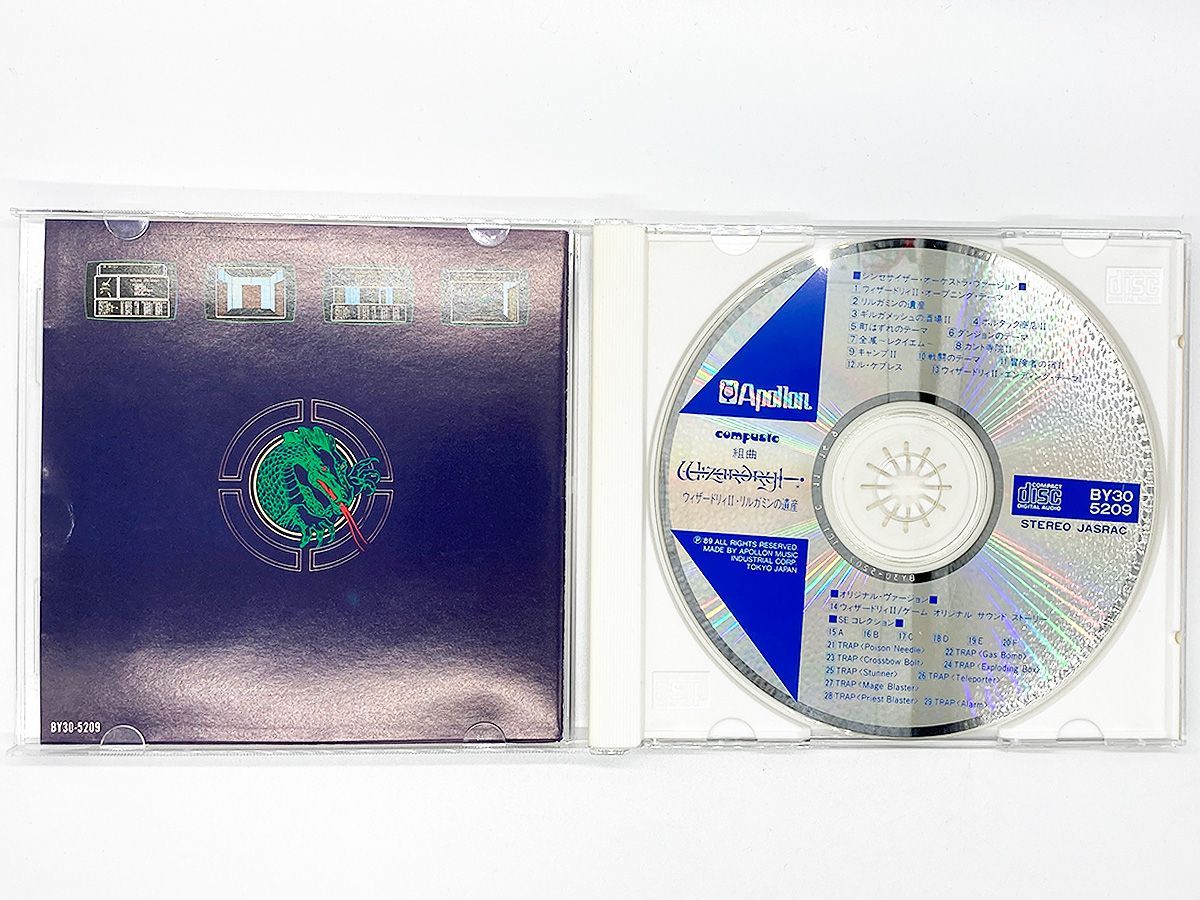 BY30-5209
COMPACT
disc
DIGITAL AUDIO
■シンセサイザー・オーケストラ・ヴァージョン■
1 ウィザードリィII・オープニング・テーマ
2 リルガミンの遺産
3 ギルガメッシュの酒場II 4 ボルタック商店II
5 町はずれのテーマ 6 ダンジョンのテーマ
7 全滅〜レクイエム〜 8 カント寺院II
9 キャンプII 10 戦闘のテーマ 11 冒険者の宿II
12 ル・ケブレス 13 ウィザードリィII・エンディング・テーマ
Apollon
compusic
組曲
Wizardry II
ウィザードリィII・リルガミンの遺産
COMPACT
disc
DIGITAL AUDIO
BY30
5209
STEREO JASRAC
Ⓟ'89 ALL RIGHTS RESERVED
MADE BY APOLLON MUSIC
INDUSTRIAL CORP.
TOKYO JAPAN
■オリジナル・ヴァージョン■
14 ウィザードリィII/ゲーム オリジナル サウンド ストーリー
■SEコレクション■
15 A 16 B 17 C 18 D 19 E 20 F
21 TRAP<Poison Needle> 22 TRAP<Gas Bomb>
23 TRAP<Crossbow Bolt> 24 TRAP<Exploding Box>
25 TRAP<Stunner> 26 TRAP<Teleporter>
27 TRAP<Mage Blaster>
28 TRAP<Priest Blaster> 29 TRAP<Alarm>